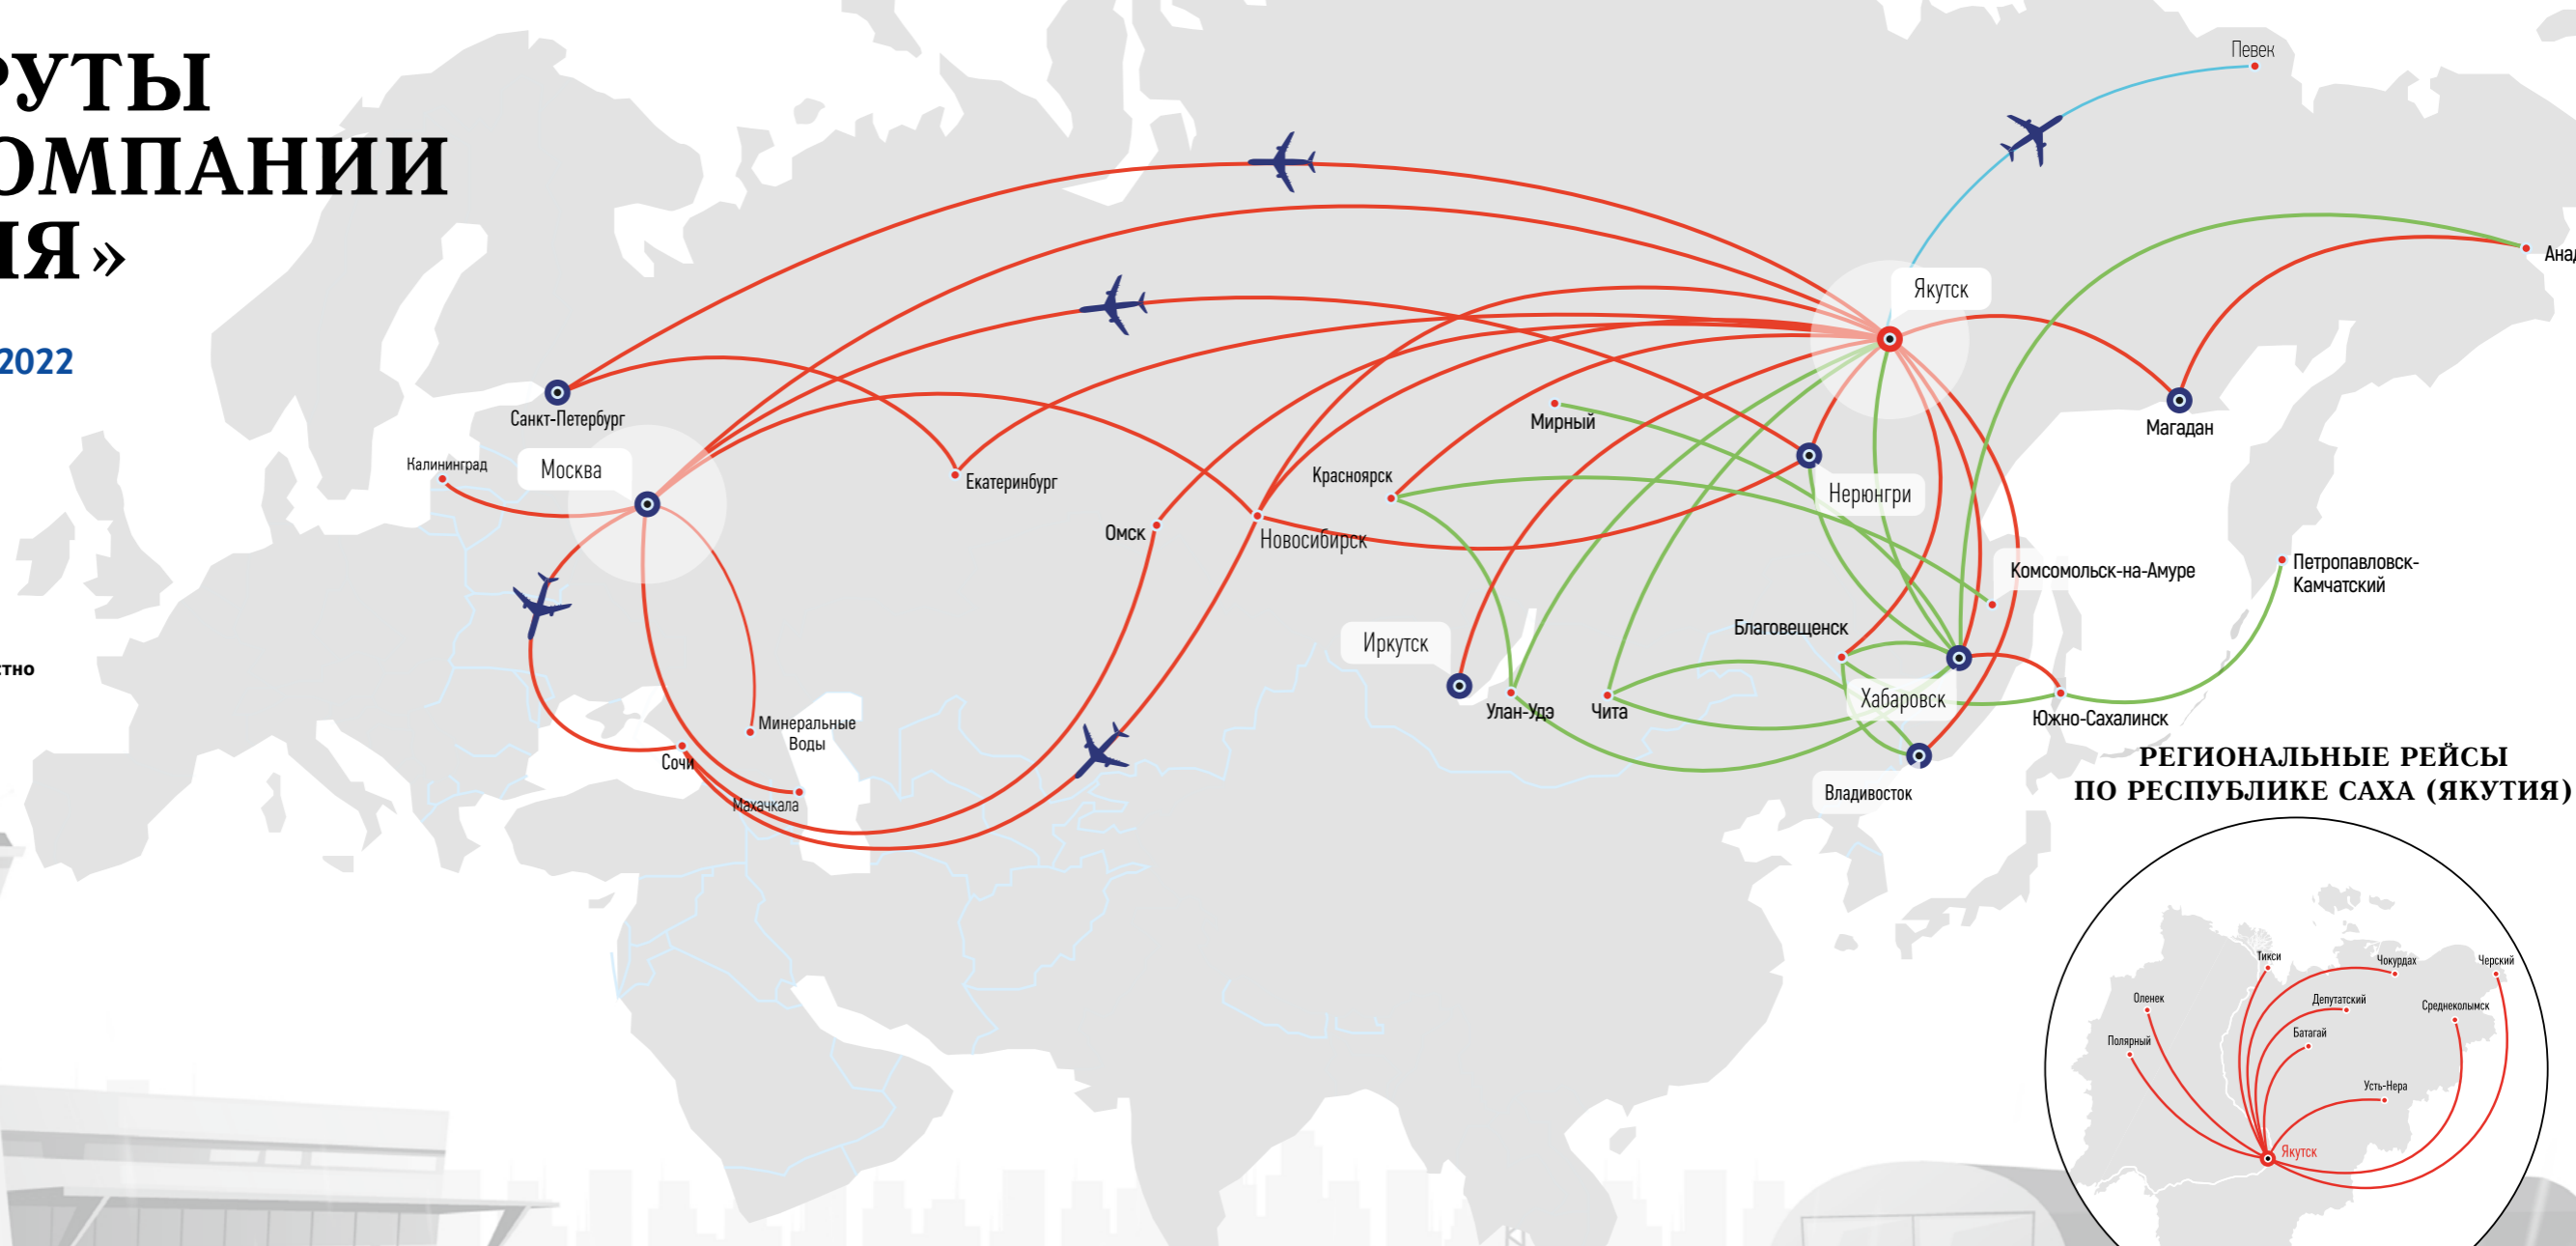 РУТЫ
ОМПАНИИ
ИЯ»
2022
стно
Певек
Якутск
Анад
Санкт-Петербург
Магадан
Мирный
Калининград
Москва
Екатеринбург
Красноярск
Нерюнгри
Омск
Новосибирск
Комсомольск-на-Амуре
Петропавловск-
Камчатский
Благовещенск
Иркутск
Хабаровск
Улан-Удэ
Чита
Южно-Сахалинск
Минеральные
Воды
Сочи
Владивосток
Махачкала
РЕГИОНАЛЬНЫЕ РЕЙСЫ
ПО РЕСПУБЛИКЕ САХА (ЯКУТИЯ)
Тикси
Чокурдах
Черский
Оленек
Депутатский
Среднеколымск
Батагай
Полярный
Усть-Нера
Якутск